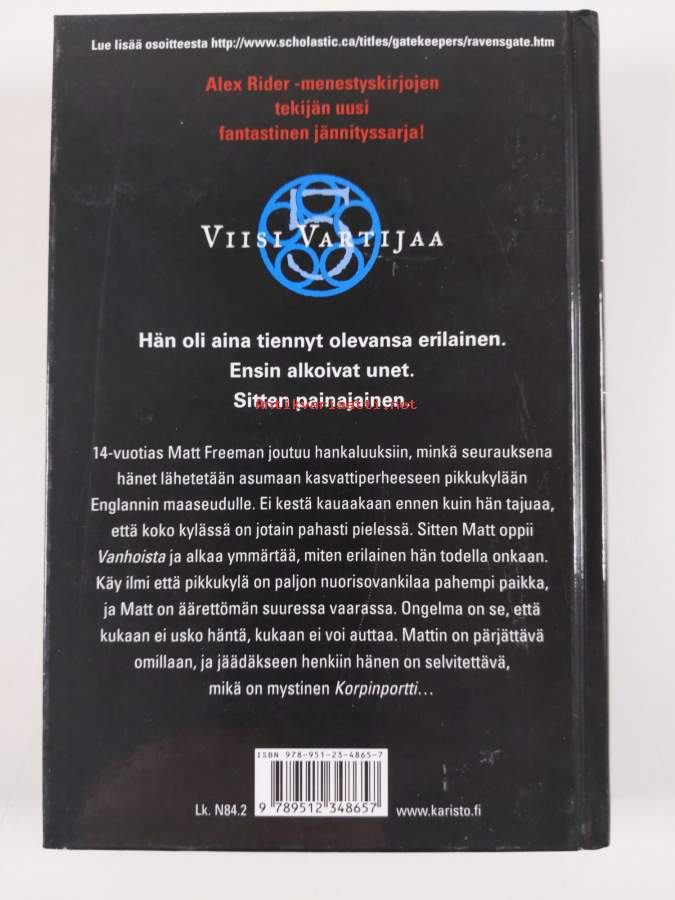 Lue lisää osoitteesta http://www.scholastic.ca/titles/gatekeepers/ravensgate.htm
Alex Rider -menestyskirjojen
tekijän uusi
fantastinen jännityssarja!
5
VIISI VARTIJAA
Hän oli aina tiennyt olevansa erilainen.
Ensin alkoivat unet.
Sitten painajainen.
Antikvariaatti.net
14-vuotias Matt Freeman joutuu hankaluuksiin, minkä seurauksena
hänet lähetetään asumaan kasvattiperheeseen pikkukylään
Englannin maaseudulle. Ei kestä kauaakaan ennen kuin hän tajuaa,
että koko kylässä on jotain pahasti pielessä. Sitten Matt oppii
Vanhoista ja alkaa ymmärtää, miten erilainen hän todella onkaan.
Käy ilmi että pikkukylä on paljon nuorisovankilaa pahempi paikka,
ja Matt on äärettömän suuressa vaarassa. Ongelma on se, että
kukaan ei usko häntä, kukaan ei voi auttaa. Mattin on pärjättävä
omillaan, ja jäädäkseen henkiin hänen on selvitettävä,
mikä on mystinen Korpinportti...
ISBN 978-951-23-4865-7
Lk. N84.2
9 789512 348657
www.karisto.fi